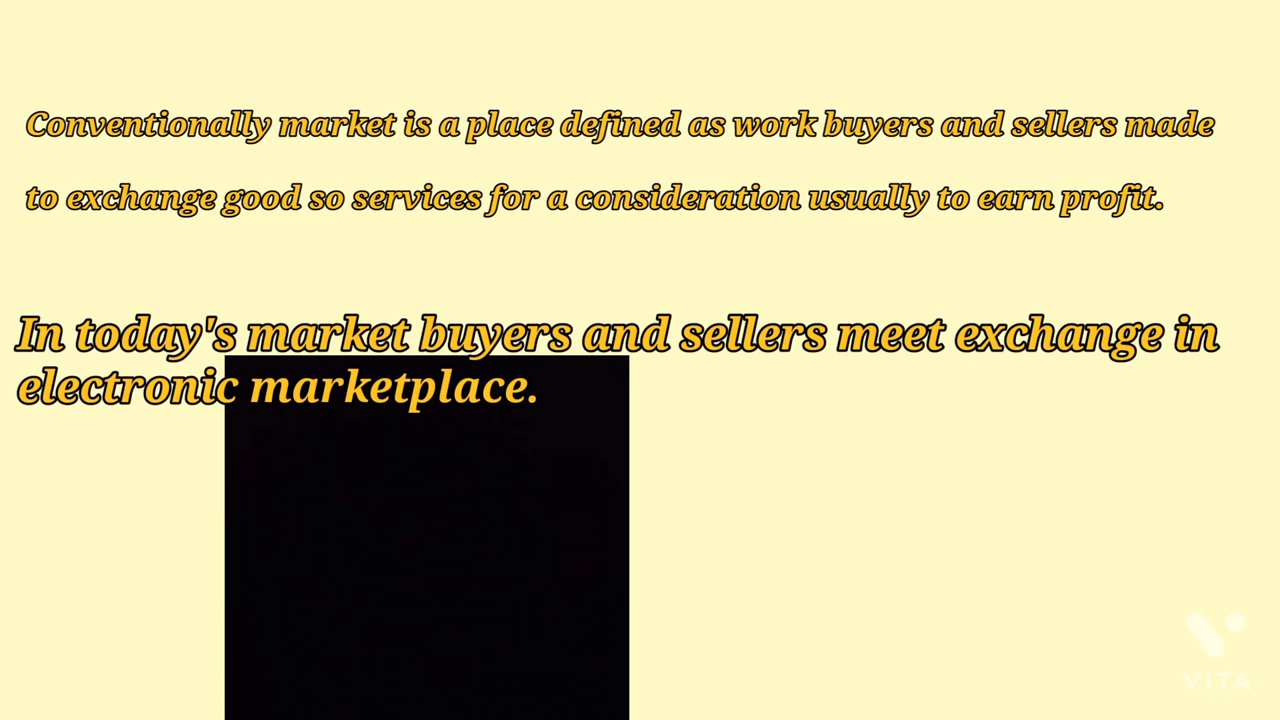 Conventionally market is a place defined as work buyers and sellers made
to exchange good so services for a consideration usually to earn profit.
In today's market buyers and sellers meet exchange in
electronic marketplace.
VITA